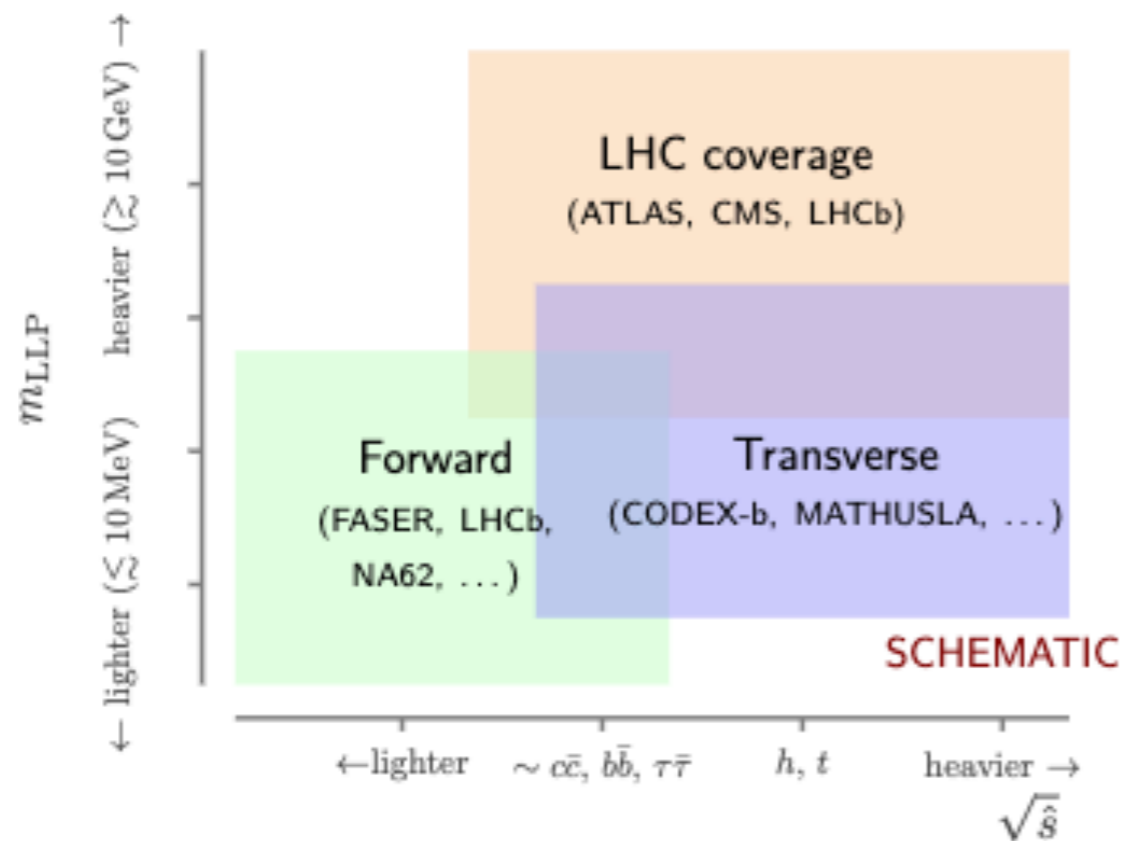 heavier (≳ 10 GeV) →
← lighter (≲ 10 MeV)
m_LLP
LHC coverage
(ATLAS, CMS, LHCb)
Forward
(FASER, LHCb,
NA62, ...)
Transverse
(CODEX-b, MATHUSLA, ...)
SCHEMATIC
←lighter
∼ cc̄, bb̄, ττ̄
h, t
heavier →
√ŝ